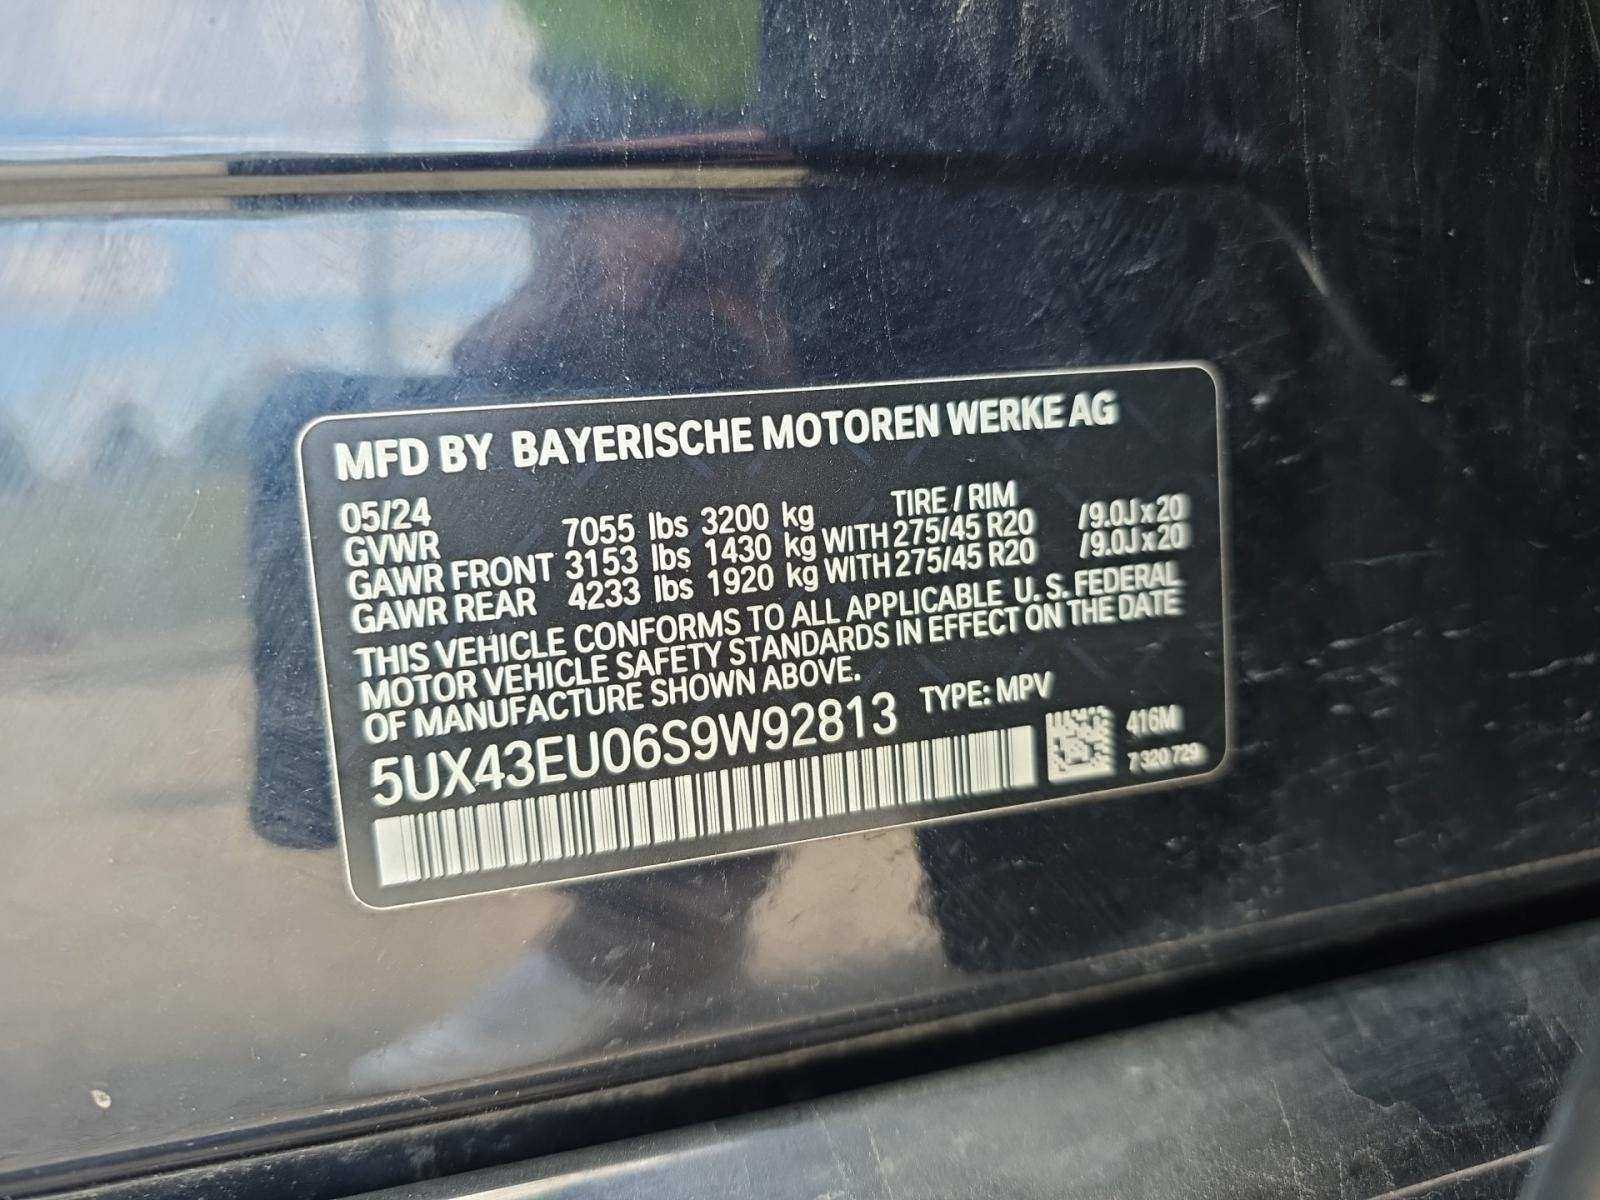 MFD BY BAYERISCHE MOTOREN WERKE AG
05/24 TIRE / RIM
GVWR 7055 lbs 3200 kg
GAWR FRONT 3153 lbs 1430 kg WITH 275/45 R20 /9.0J x 20
GAWR REAR 4233 lbs 1920 kg WITH 275/45 R20 /9.0J x 20
THIS VEHICLE CONFORMS TO ALL APPLICABLE U. S. FEDERAL
MOTOR VEHICLE SAFETY STANDARDS IN EFFECT ON THE DATE
OF MANUFACTURE SHOWN ABOVE.
5UX43EU06S9W92813 TYPE: MPV
416M
7 320 729